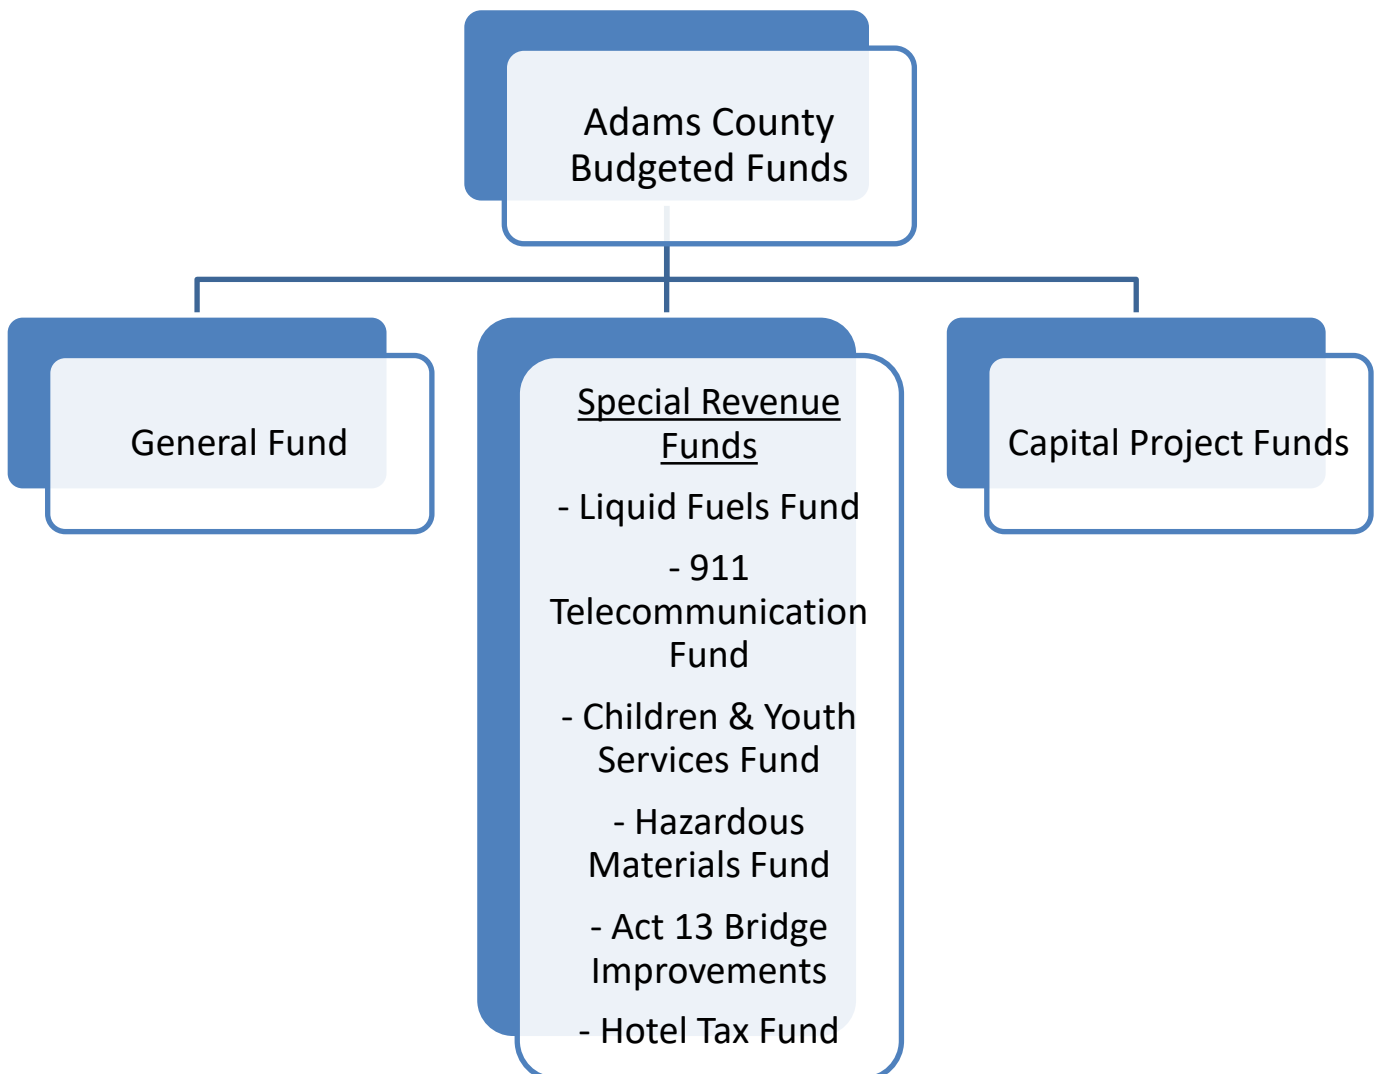 Adams County
Budgeted Funds
General Fund
Special Revenue
Funds
- Liquid Fuels Fund
- 911
Telecommunication
Fund
- Children & Youth
Services Fund
- Hazardous
Materials Fund
- Act 13 Bridge
Improvements
- Hotel Tax Fund
Capital Project Funds